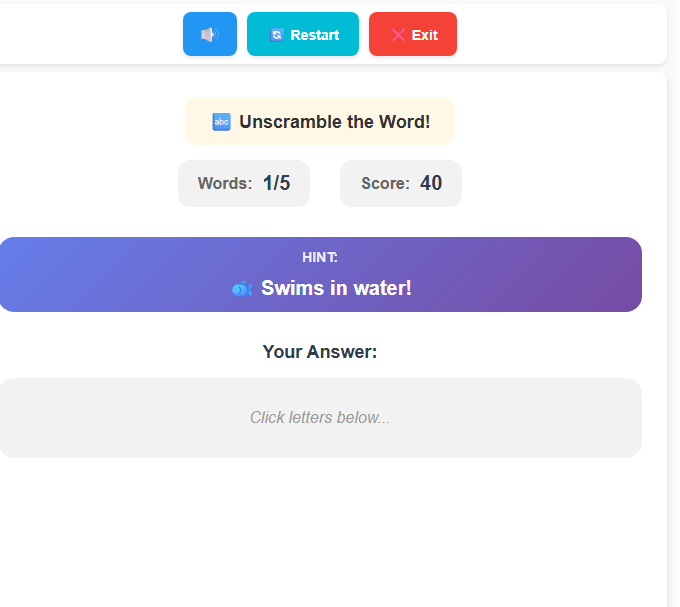 Restart
Exit
Unscramble the Word!
Words: 1/5
Score: 40
HINT:
Swims in water!
Your Answer:
Click letters below...